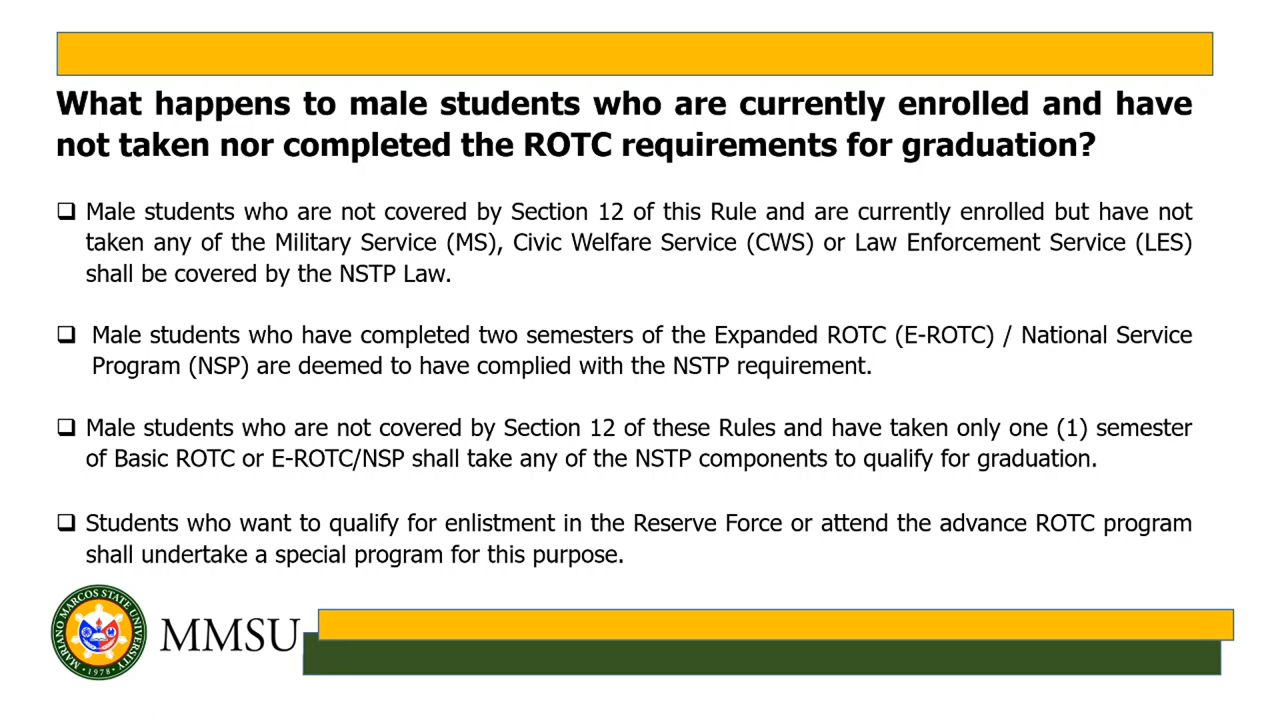 What happens to male students who are currently enrolled and have
not taken nor completed the ROTC requirements for graduation?
❑ Male students who are not covered by Section 12 of this Rule and are currently enrolled but have not
taken any of the Military Service (MS), Civic Welfare Service (CWS) or Law Enforcement Service (LES)
shall be covered by the NSTP Law.
❑ Male students who have completed two semesters of the Expanded ROTC (E-ROTC) / National Service
Program (NSP) are deemed to have complied with the NSTP requirement.
❑ Male students who are not covered by Section 12 of these Rules and have taken only one (1) semester
of Basic ROTC or E-ROTC/NSP shall take any of the NSTP components to qualify for graduation.
❑ Students who want to qualify for enlistment in the Reserve Force or attend the advance ROTC program
shall undertake a special program for this purpose.
MARIANO MARCOS STATE UNIVERSITY
• 1978 •
MMSU